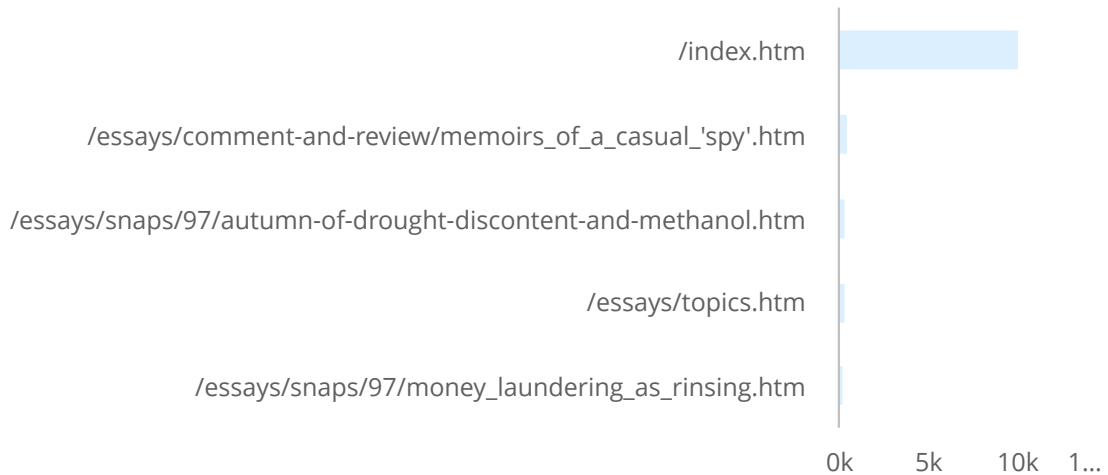 /index.htm
/essays/comment-and-review/memoirs_of_a_casual_'spy'.htm
/essays/snaps/97/autumn-of-drought-discontent-and-methanol.htm
/essays/topics.htm
/essays/snaps/97/money_laundering_as_rinsing.htm
0k 5k 10k 1...